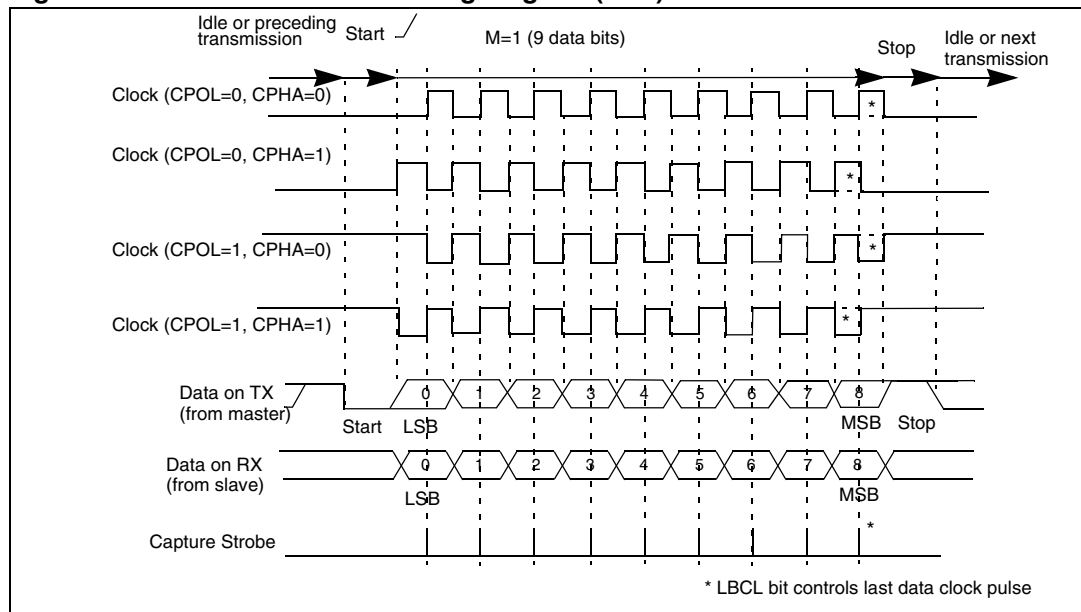 Idle or preceding
transmission
Start
M=1 (9 data bits)
Stop
Idle or next
transmission
Clock (CPOL=0, CPHA=0)
*
Clock (CPOL=0, CPHA=1)
*
Clock (CPOL=1, CPHA=0)
*
Clock (CPOL=1, CPHA=1)
*
Data on TX
(from master)
0 1 2 3 4 5 6 7 8
Start LSB MSB Stop
Data on RX
(from slave)
0 1 2 3 4 5 6 7 8
LSB MSB
Capture Strobe
*
* LBCL bit controls last data clock pulse